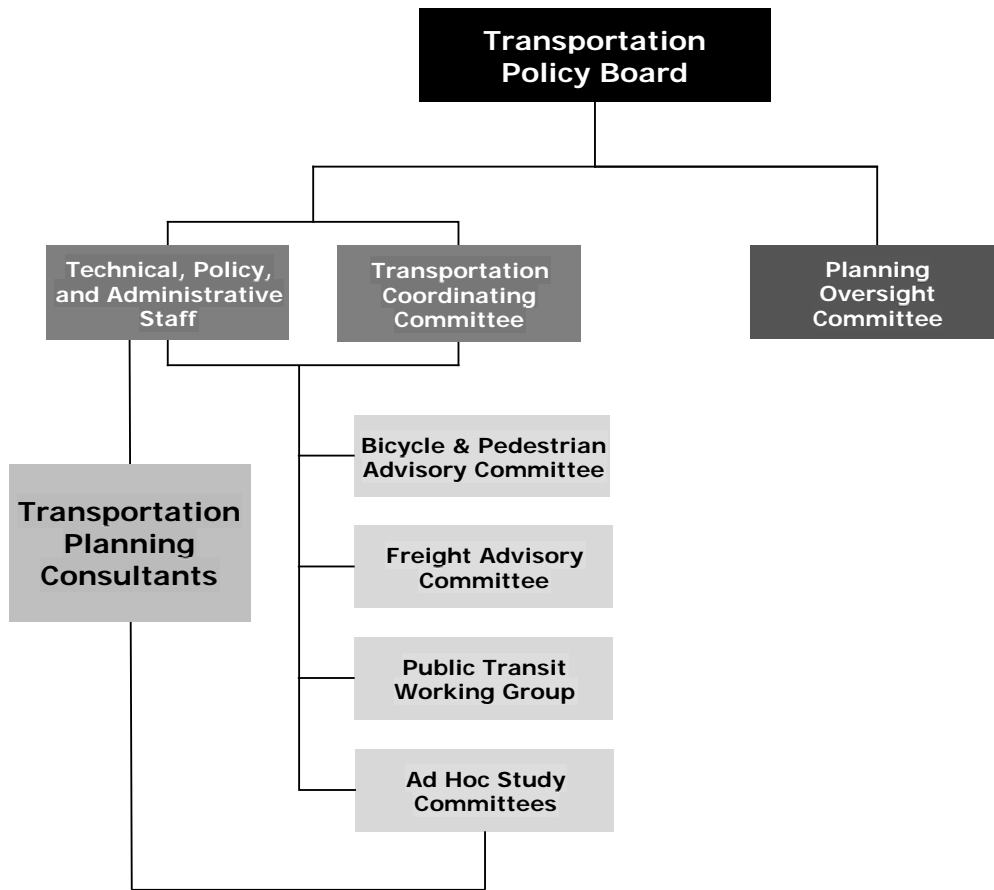 Transportation
Policy Board
Technical, Policy,
and Administrative
Staff
Transportation
Coordinating
Committee
Planning
Oversight
Committee
Bicycle & Pedestrian
Advisory Committee
Transportation
Planning
Consultants
Freight Advisory
Committee
Public Transit
Working Group
Ad Hoc Study
Committees